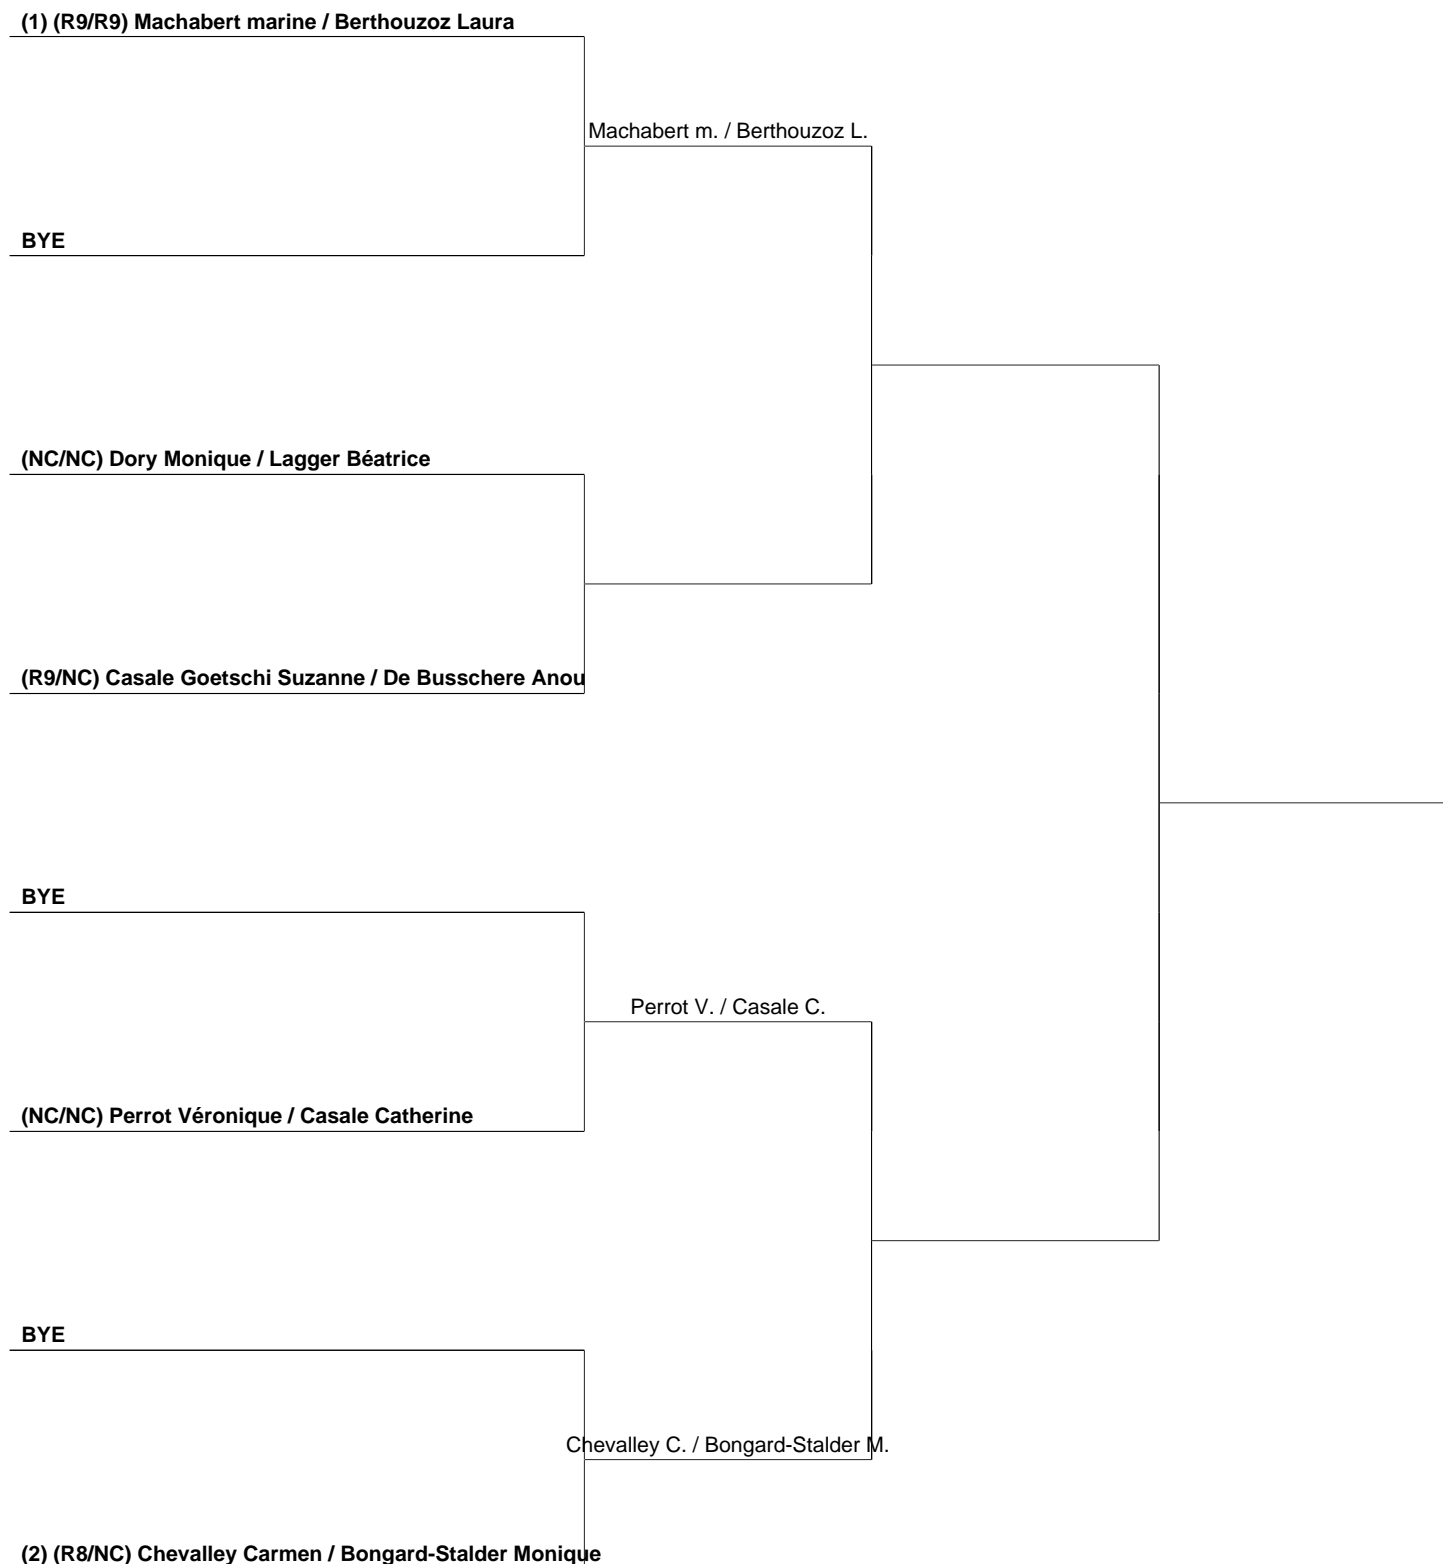 (1) (R9/R9) Machabert marine / Berthouzoz Laura
Machabert m. / Berthouzoz L.
BYE
(NC/NC) Dory Monique / Lagger Béatrice
(R9/NC) Casale Goetschi Suzanne / De Busschere Anou
BYE
Perrot V. / Casale C.
(NC/NC) Perrot Véronique / Casale Catherine
BYE
Chevalley C. / Bongard-Stalder M.
(2) (R8/NC) Chevalley Carmen / Bongard-Stalder Monique